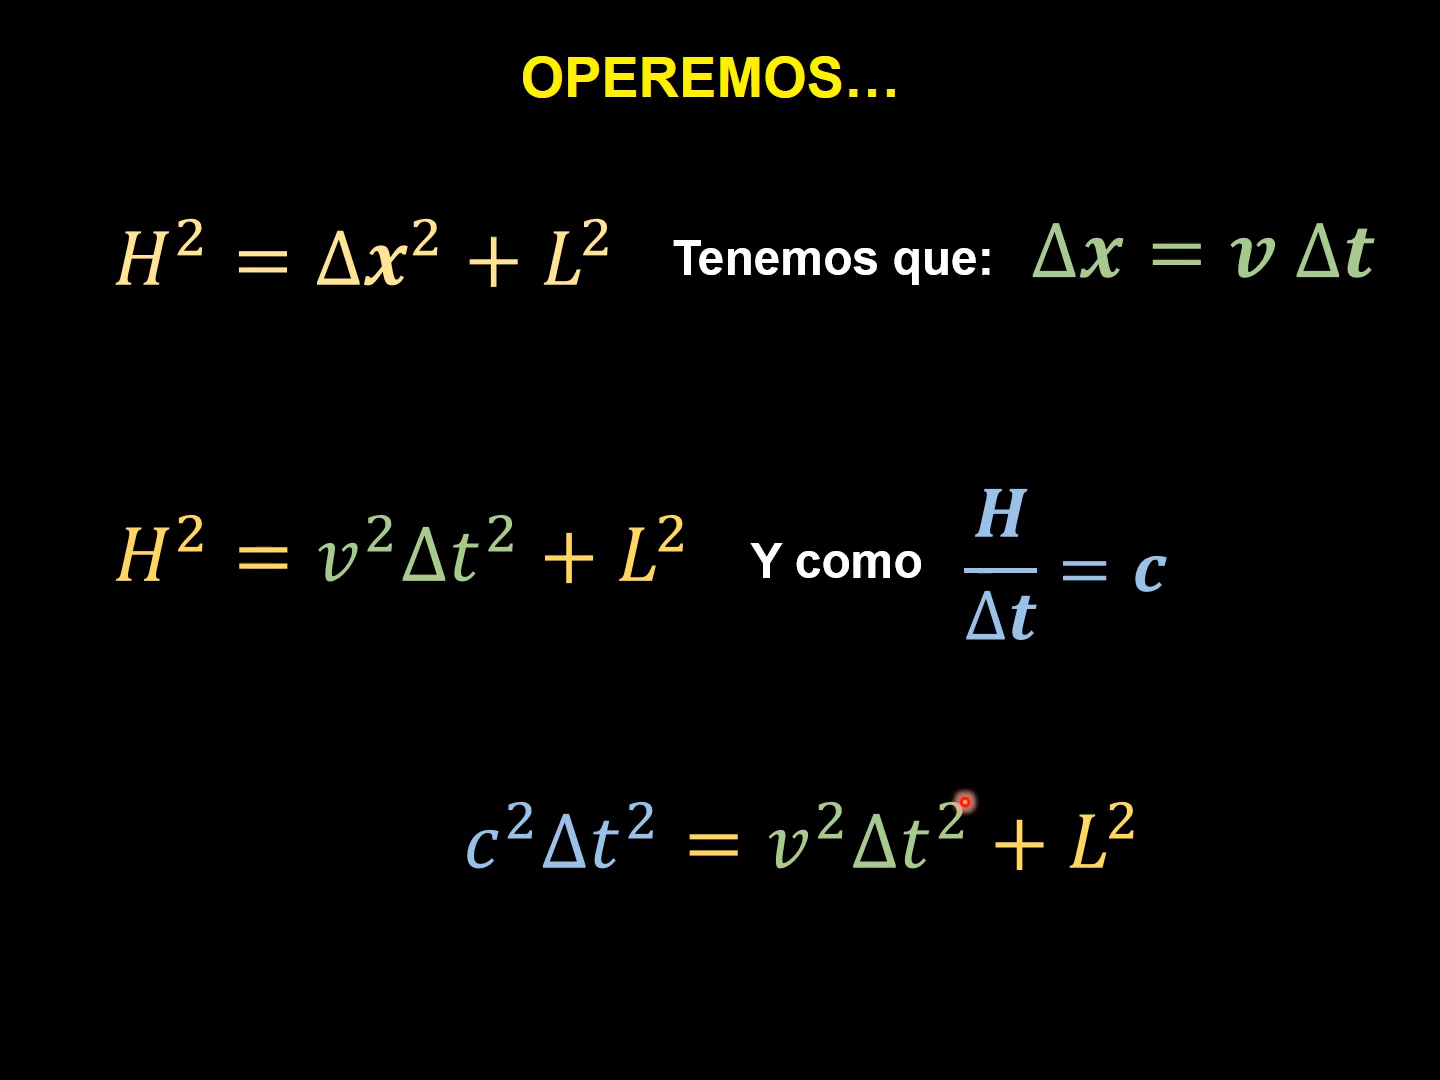 OPEREMOS…
H² = Δx² + L² Tenemos que: Δx = v Δt
H² = v²Δt² + L² Y como H/Δt = c
c²Δt² = v²Δt² + L²